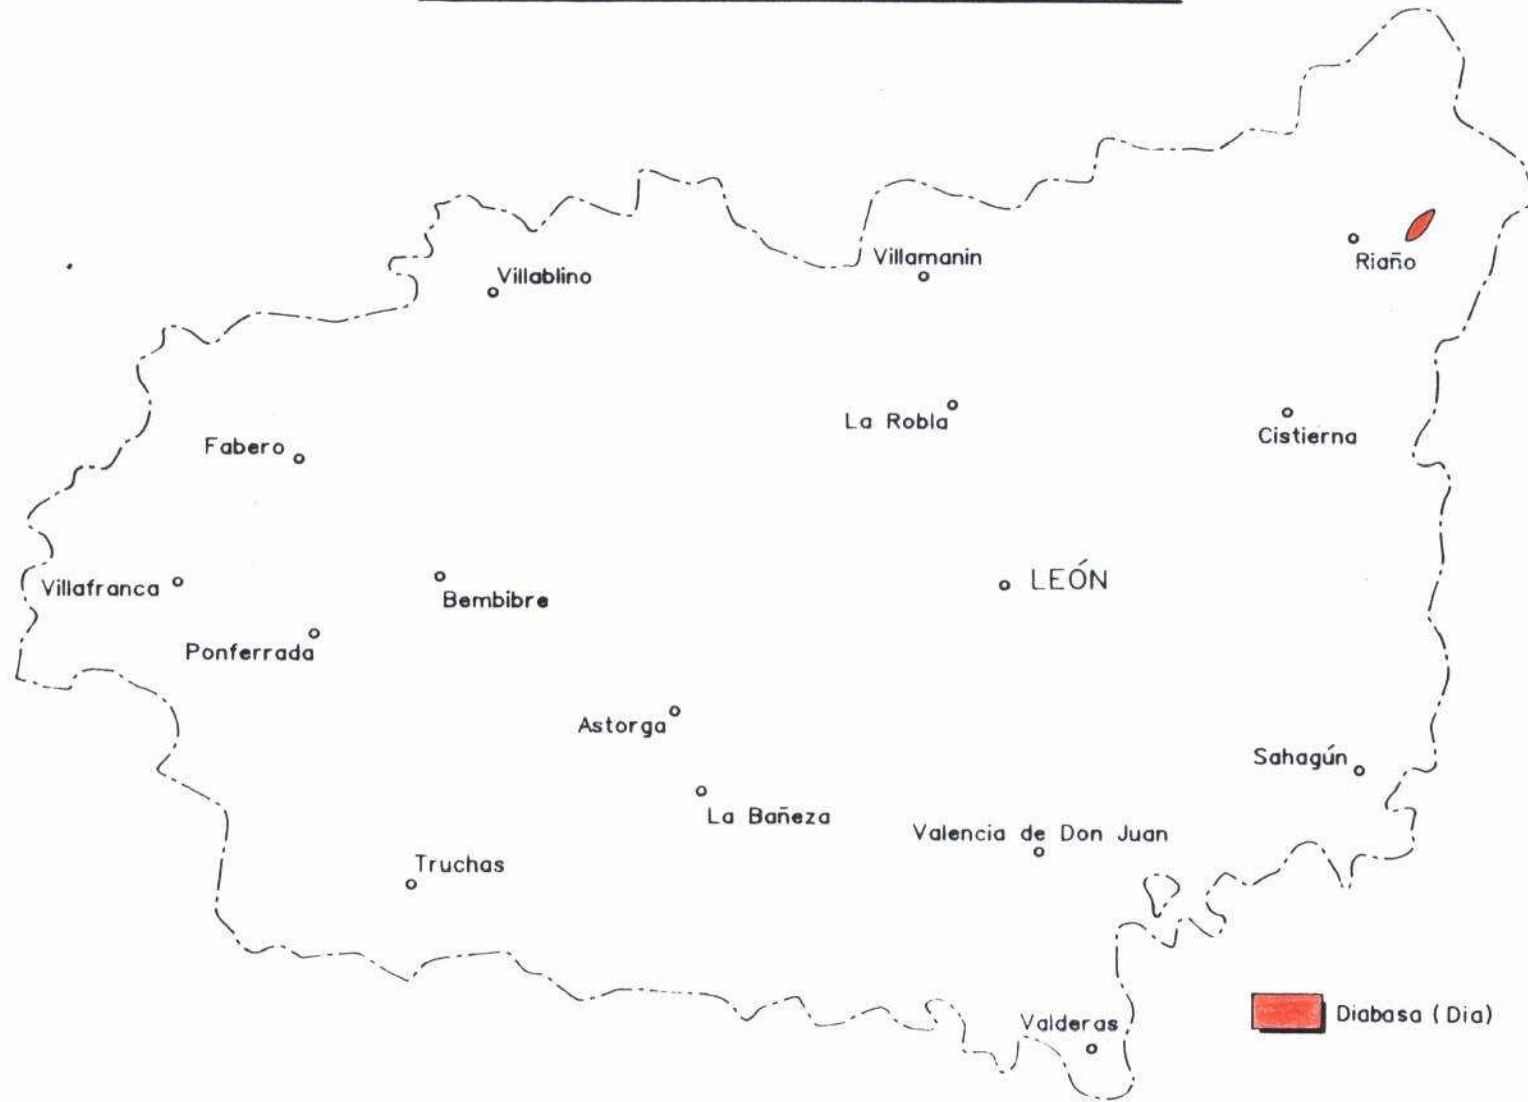 Villamanin
Riaño
Villablino
La Robla
Cistierna
Fabero
LEÓN
Villafranca
Bembibre
Ponferrada
Astorga
Sahagún
La Bañeza
Valencia de Don Juan
Truchas
Diabasa (Dia)
Valderas